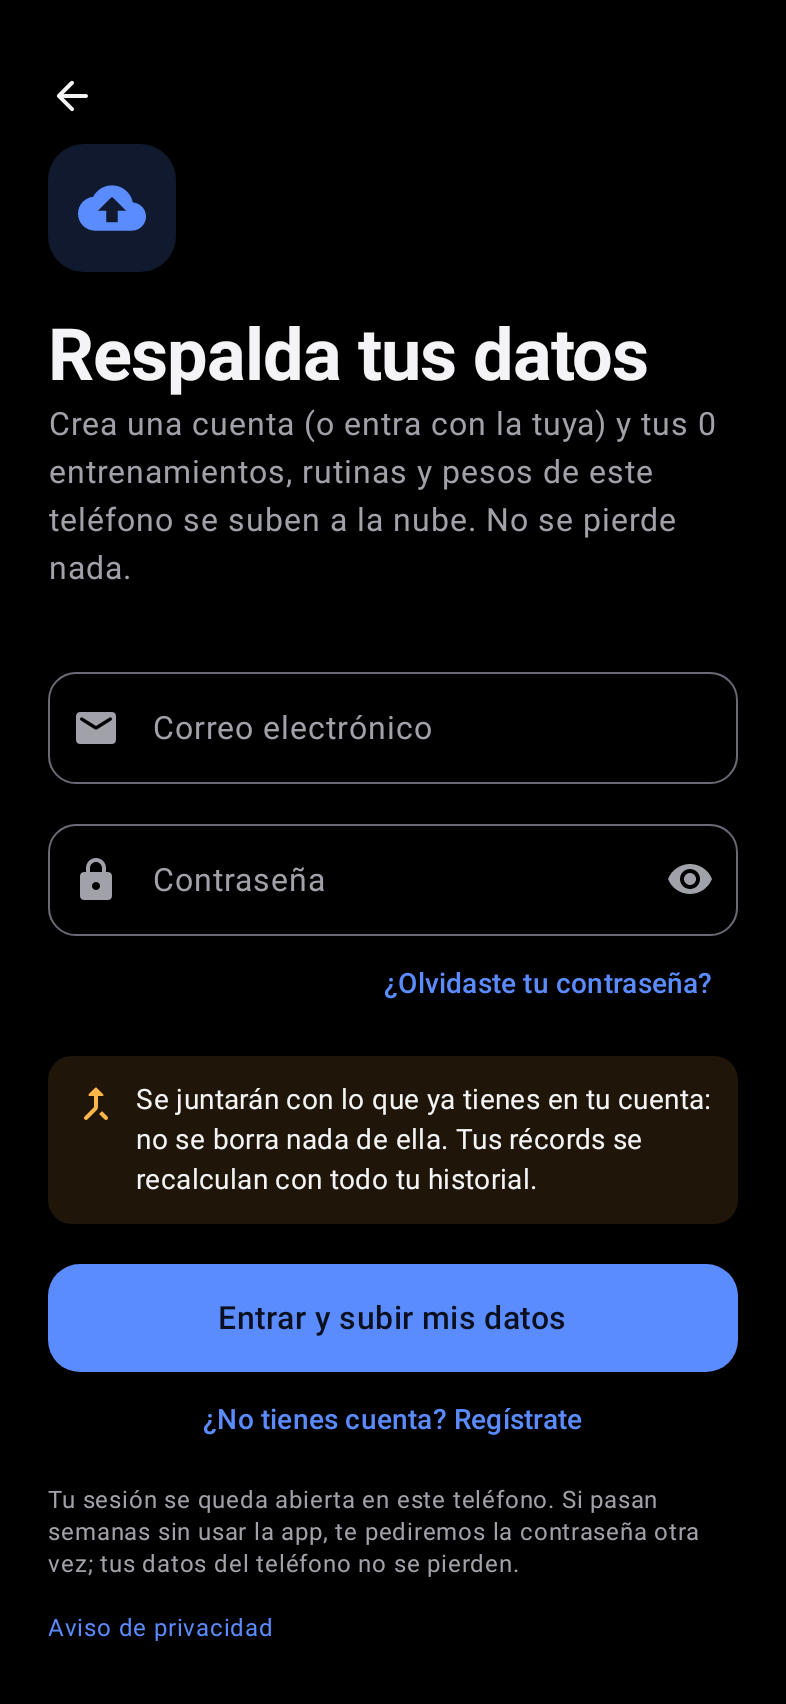 Respalda tus datos
Crea una cuenta (o entra con la tuya) y tus 0
entrenamientos, rutinas y pesos de este
teléfono se suben a la nube. No se pierde
nada.
Correo electrónico
Contraseña
¿Olvidaste tu contraseña?
Se juntarán con lo que ya tienes en tu cuenta:
no se borra nada de ella. Tus récords se
recalculan con todo tu historial.
Entrar y subir mis datos
¿No tienes cuenta? Regístrate
Tu sesión se queda abierta en este teléfono. Si pasan
semanas sin usar la app, te pediremos la contraseña otra
vez; tus datos del teléfono no se pierden.
Aviso de privacidad